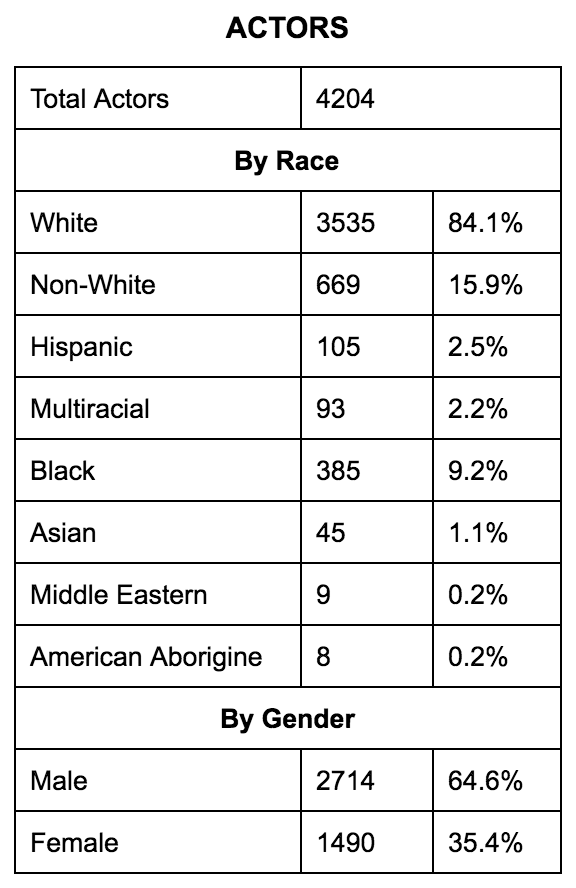 ACTORS
Total Actors 4204
By Race
White 3535 84.1%
Non-White 669 15.9%
Hispanic 105 2.5%
Multiracial 93 2.2%
Black 385 9.2%
Asian 45 1.1%
Middle Eastern 9 0.2%
American Aborigine 8 0.2%
By Gender
Male 2714 64.6%
Female 1490 35.4%